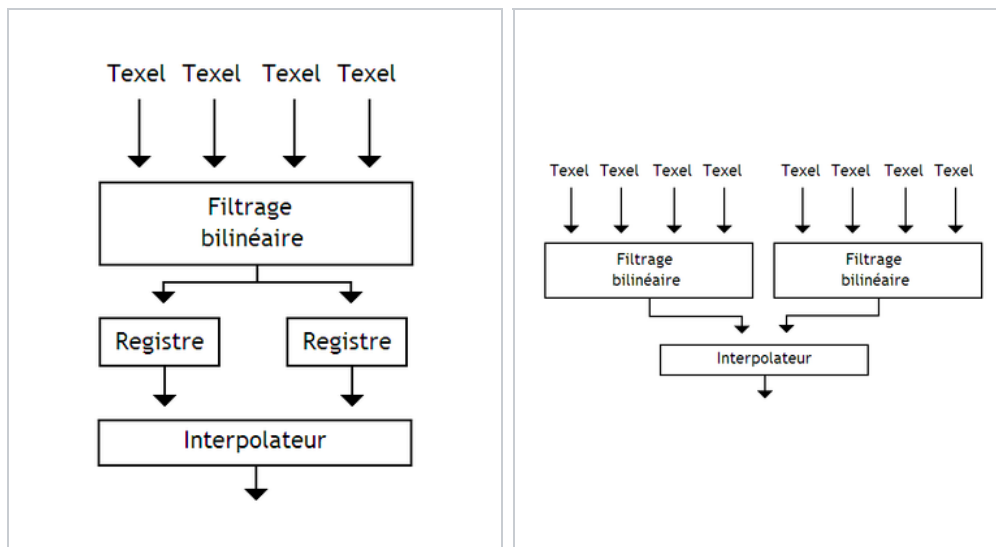 Texel Texel Texel Texel
Filtrage
bilinéaire
Registre Registre
Interpolateur
Texel Texel Texel Texel Texel Texel Texel Texel
Filtrage Filtrage
bilinéaire bilinéaire
Interpolateur